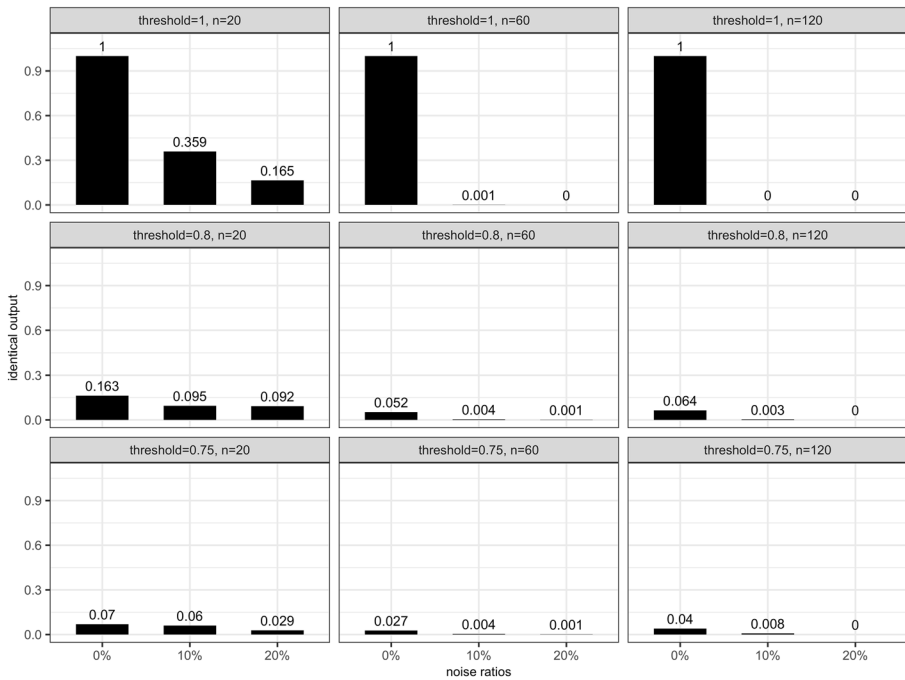 threshold=1, n=20 threshold=1, n=60 threshold=1, n=120
1 1 1
0.9
0.6
0.359
0.3
0.165
0.001 0 0 0
0.0
threshold=0.8, n=20 threshold=0.8, n=60 threshold=0.8, n=120
0.9
0.6
identical output
0.3
0.163 0.095 0.092 0.052 0.004 0.001 0.064 0.003 0
0.0
threshold=0.75, n=20 threshold=0.75, n=60 threshold=0.75, n=120
0.9
0.6
0.3
0.07 0.06 0.029 0.027 0.004 0.001 0.04 0.008 0
0.0
0% 10% 20% 0% 10% 20% 0% 10% 20%
noise ratios